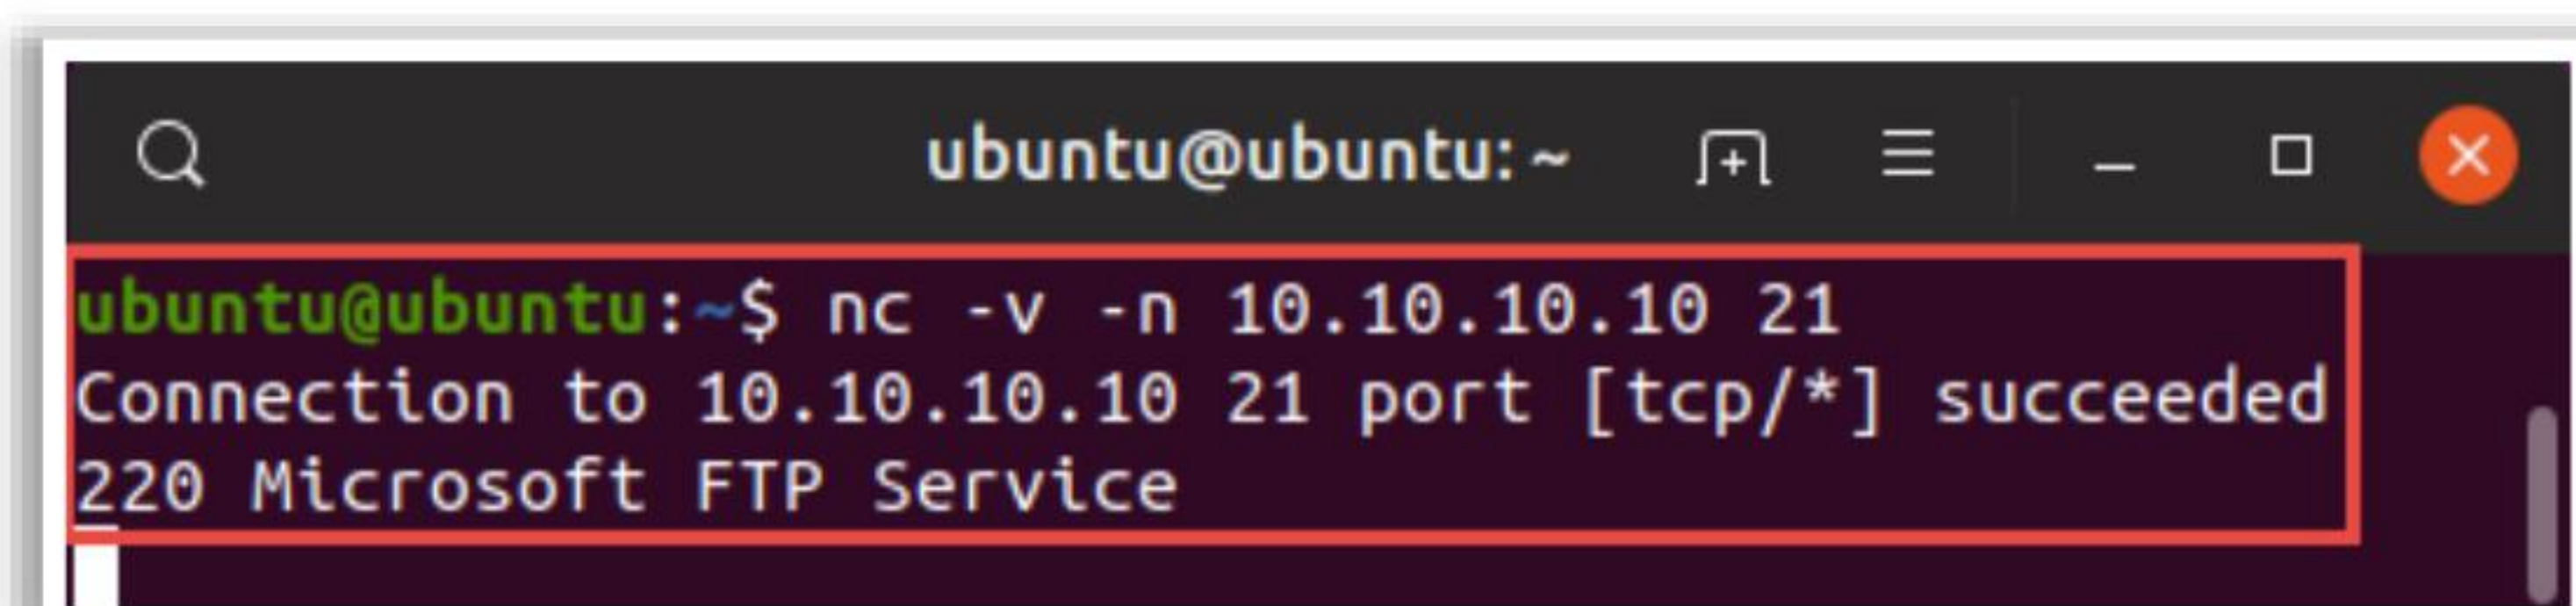 ubuntu@ubuntu: ~
ubuntu@ubuntu:~$ nc -v -n 10.10.10.10 21
Connection to 10.10.10.10 21 port [tcp/*] succeeded
220 Microsoft FTP Service